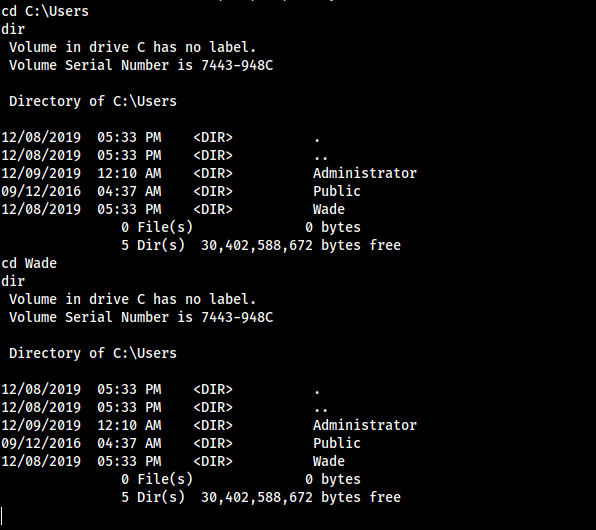 cd C:\Users
dir
 Volume in drive C has no label.
 Volume Serial Number is 7443-948C

 Directory of C:\Users

12/08/2019  05:33 PM    <DIR>          .
12/08/2019  05:33 PM    <DIR>          ..
12/09/2019  12:10 AM    <DIR>          Administrator
09/12/2016  04:37 AM    <DIR>          Public
12/08/2019  05:33 PM    <DIR>          Wade
               0 File(s)              0 bytes
               5 Dir(s)  30,402,588,672 bytes free
cd Wade
dir
 Volume in drive C has no label.
 Volume Serial Number is 7443-948C

 Directory of C:\Users

12/08/2019  05:33 PM    <DIR>          .
12/08/2019  05:33 PM    <DIR>          ..
12/09/2019  12:10 AM    <DIR>          Administrator
09/12/2016  04:37 AM    <DIR>          Public
12/08/2019  05:33 PM    <DIR>          Wade
               0 File(s)              0 bytes
               5 Dir(s)  30,402,588,672 bytes free